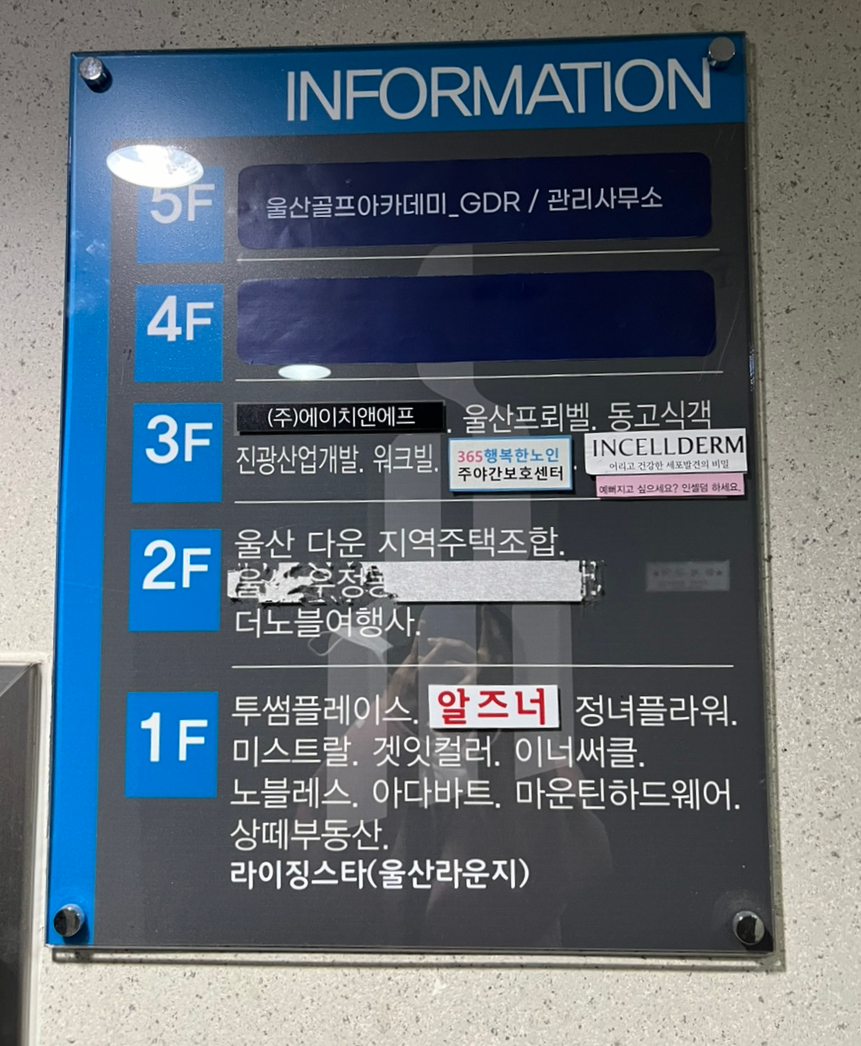 INFORMATION
5F
울산골프아카데미_GDR / 관리사무소
4F
3F
(주)에이치앤에프. 울산프뢰벨. 동고식객
진광산업개발. 워크빌. 365행복한노인 주야간보호센터. INCELLDERM
어리고 건강한 세포발견의 비밀
예뻐지고 싶으세요? 인셀덤 하세요.
2F
울산 다운 지역주택조합.
더노블여행사.
1F
투썸플레이스. 알즈너 정녀플라워.
미스트랄. 겟잇컬러. 이너써클.
노블레스. 아다바트. 마운틴하드웨어.
상떼부동산.
라이징스타(울산라운지)